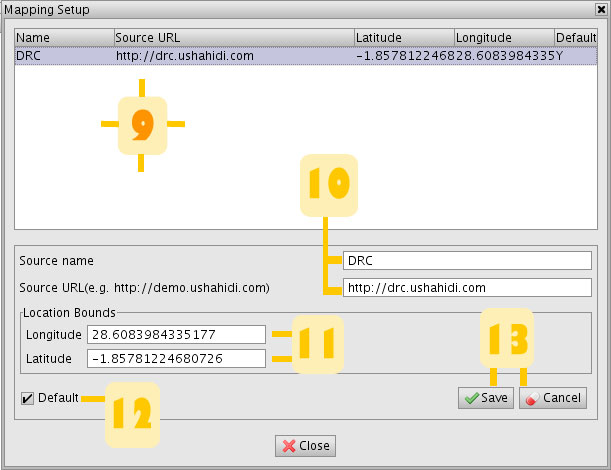 Mapping Setup
Name Source URL Latitude Longitude Default
DRC http://drc.ushahidi.com -1.857812246828.6083984335Y
9
10
Source name DRC
Source URL(e.g. http://demo.ushahidi.com) http://drc.ushahidi.com
Location Bounds
Longitude 28.6083984335177
11
Latitude -1.85781224680726
13
Default Save Cancel
12
Close